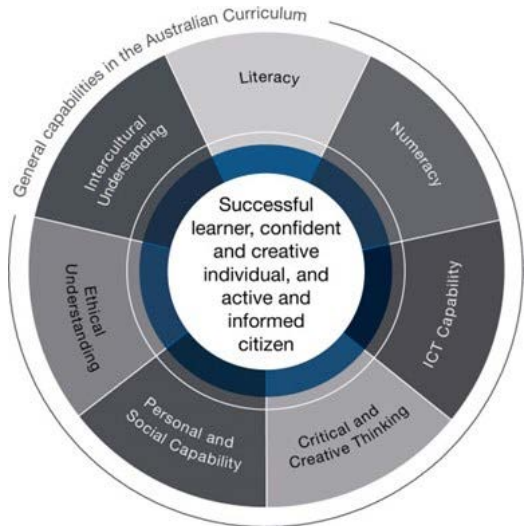 General capabilities in the Australian Curriculum
Literacy
Numeracy
ICT Capability
Critical and
Creative Thinking
Personal and
Social Capability
Ethical
Understanding
Intercultural
Understanding
Successful
learner, confident
and creative
individual, and
active and
informed
citizen